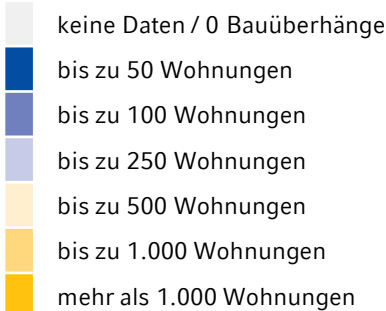 keine Daten / 0 Bauüberhänge
bis zu 50 Wohnungen
bis zu 100 Wohnungen
bis zu 250 Wohnungen
bis zu 500 Wohnungen
bis zu 1.000 Wohnungen
mehr als 1.000 Wohnungen